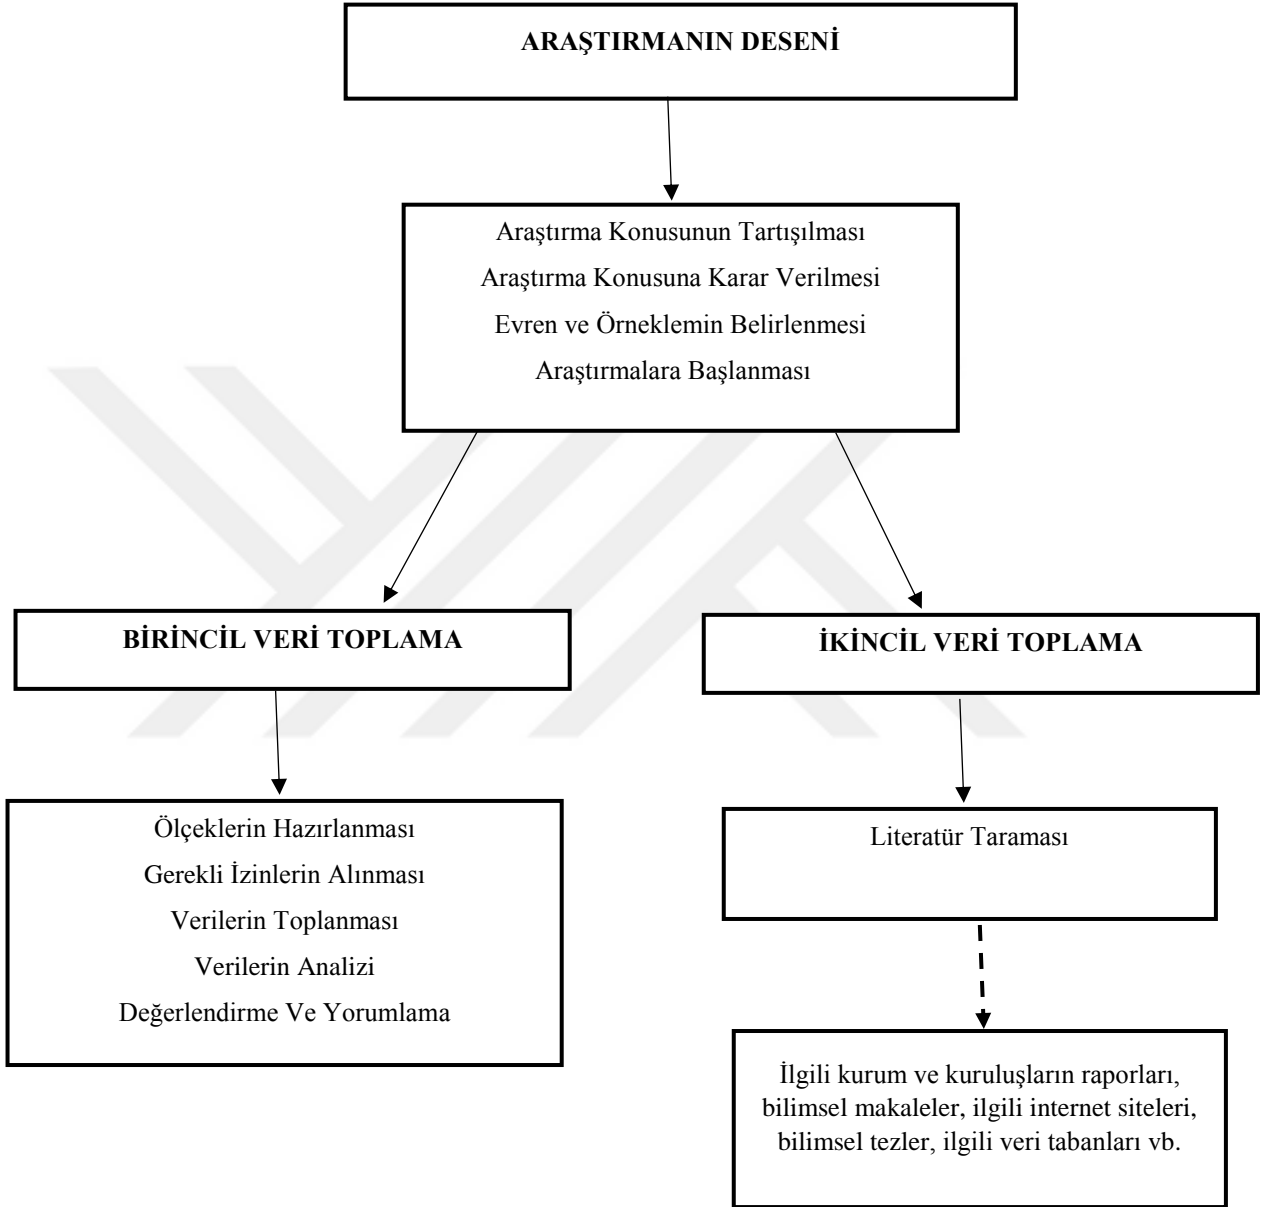 ARAŞTIRMANIN DESENİ
Araştırma Konusunun Tartışılması
Araştırma Konusuna Karar Verilmesi
Evren ve Örneklemin Belirlenmesi
Araştırmalara Başlanması
BİRİNCİL VERİ TOPLAMA
İKİNCİL VERİ TOPLAMA
Ölçeklerin Hazırlanması
Gerekli İzinlerin Alınması
Verilerin Toplanması
Verilerin Analizi
Değerlendirme Ve Yorumlama
Literatür Taraması
İlgili kurum ve kuruluşların raporları,
bilimsel makaleler, ilgili internet siteleri,
bilimsel tezler, ilgili veri tabanları vb.